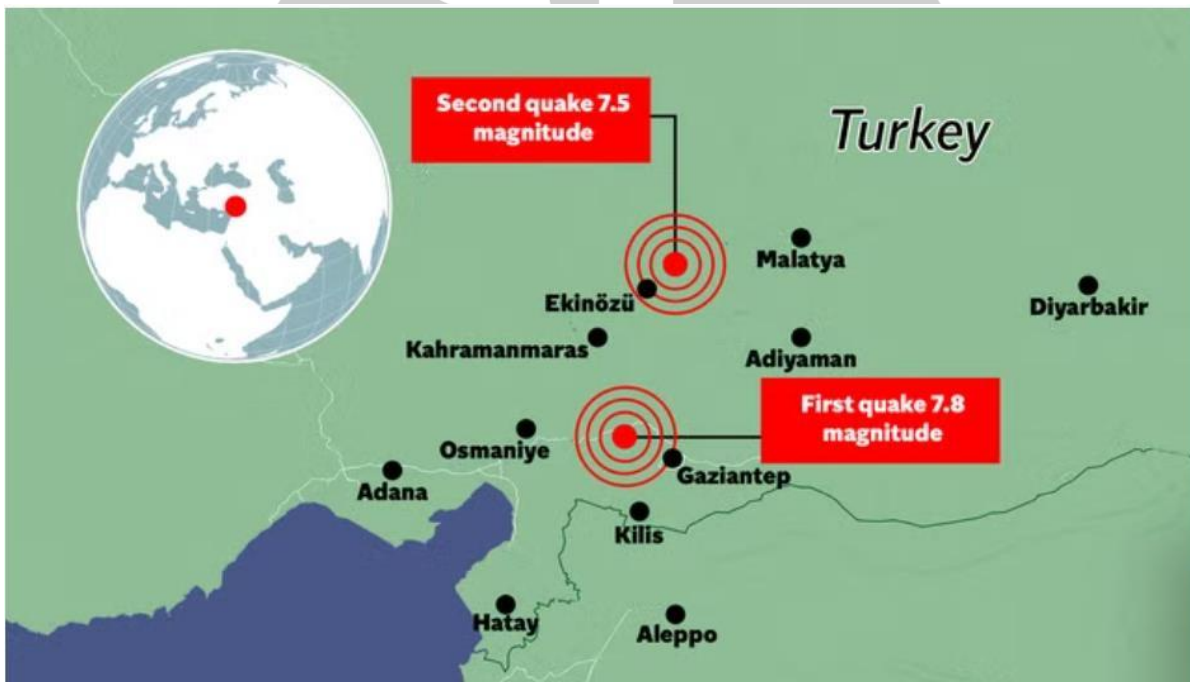 Second quake 7.5
magnitude
Turkey
Malatya
Ekinözü
Diyarbakir
Kahramanmaras
Adiyaman
First quake 7.8
magnitude
Osmaniye
Gaziantep
Adana
Kilis
Hatay
Aleppo